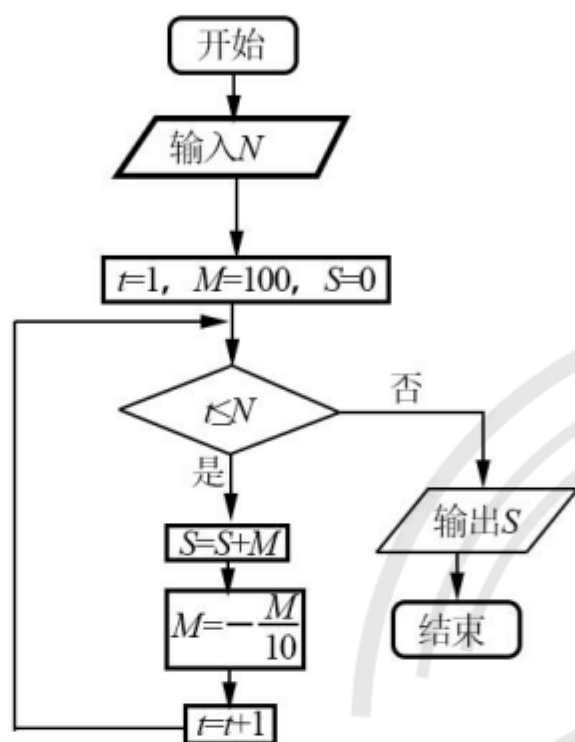 开始
输入N
t=1, M=100, S=0
t≤N
否
是
S=S+M
输出S
M=-M/10
结束
t=t+1